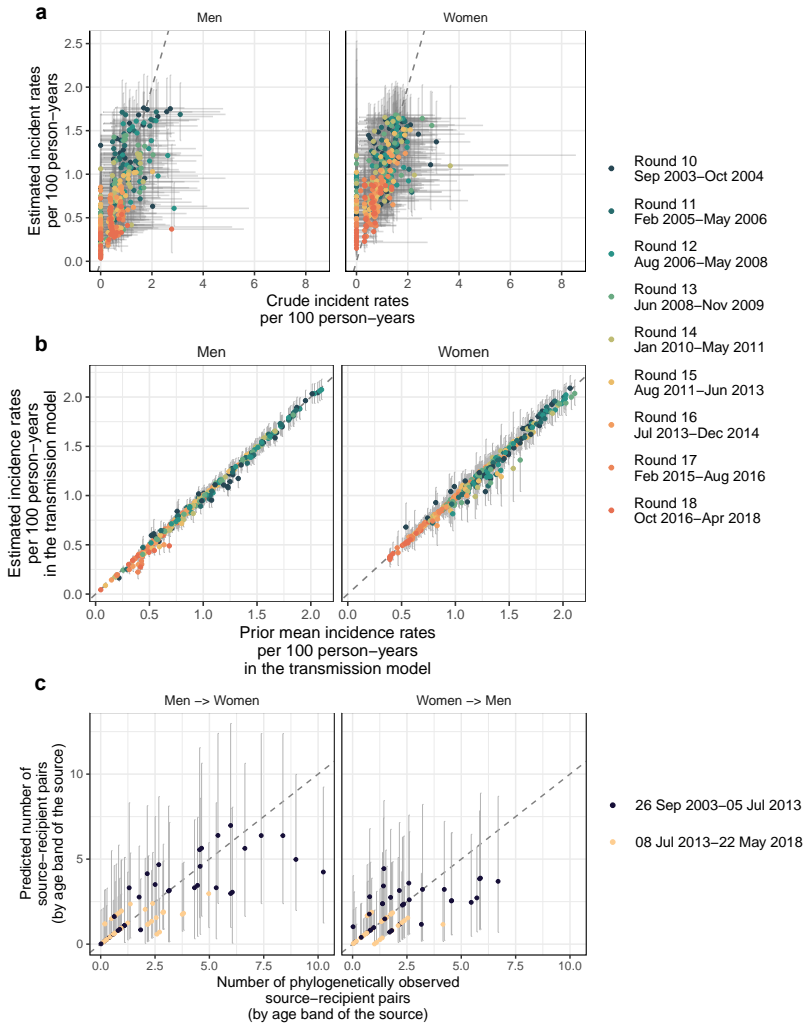 a
Men
Women
Estimated incident rates
per 100 person−years
2.5
2.0
1.5
1.0
0.5
0.0
0
2
4
6
8
0
2
4
6
8
Crude incident rates
per 100 person−years
Round 10
Sep 2003−Oct 2004
Round 11
Feb 2005−May 2006
Round 12
Aug 2006−May 2008
Round 13
Jun 2008−Nov 2009
Round 14
Jan 2010−May 2011
Round 15
Aug 2011−Jun 2013
Round 16
Jul 2013−Dec 2014
Round 17
Feb 2015−Aug 2016
Round 18
Oct 2016−Apr 2018
b
Men
Women
Estimated incidence rates
per 100 person−years
in the transmission model
2.0
1.5
1.0
0.5
0.0
0.0
0.5
1.0
1.5
2.0
0.0
0.5
1.0
1.5
2.0
Prior mean incidence rates
per 100 person−years
in the transmission model
c
Men −> Women
Women −> Men
Predicted number of
source−recipient pairs
(by age band of the source)
10
5
0
0.0
2.5
5.0
7.5
10.0
0.0
2.5
5.0
7.5
10.0
Number of phylogenetically observed
source−recipient pairs
(by age band of the source)
26 Sep 2003−05 Jul 2013
08 Jul 2013−22 May 2018